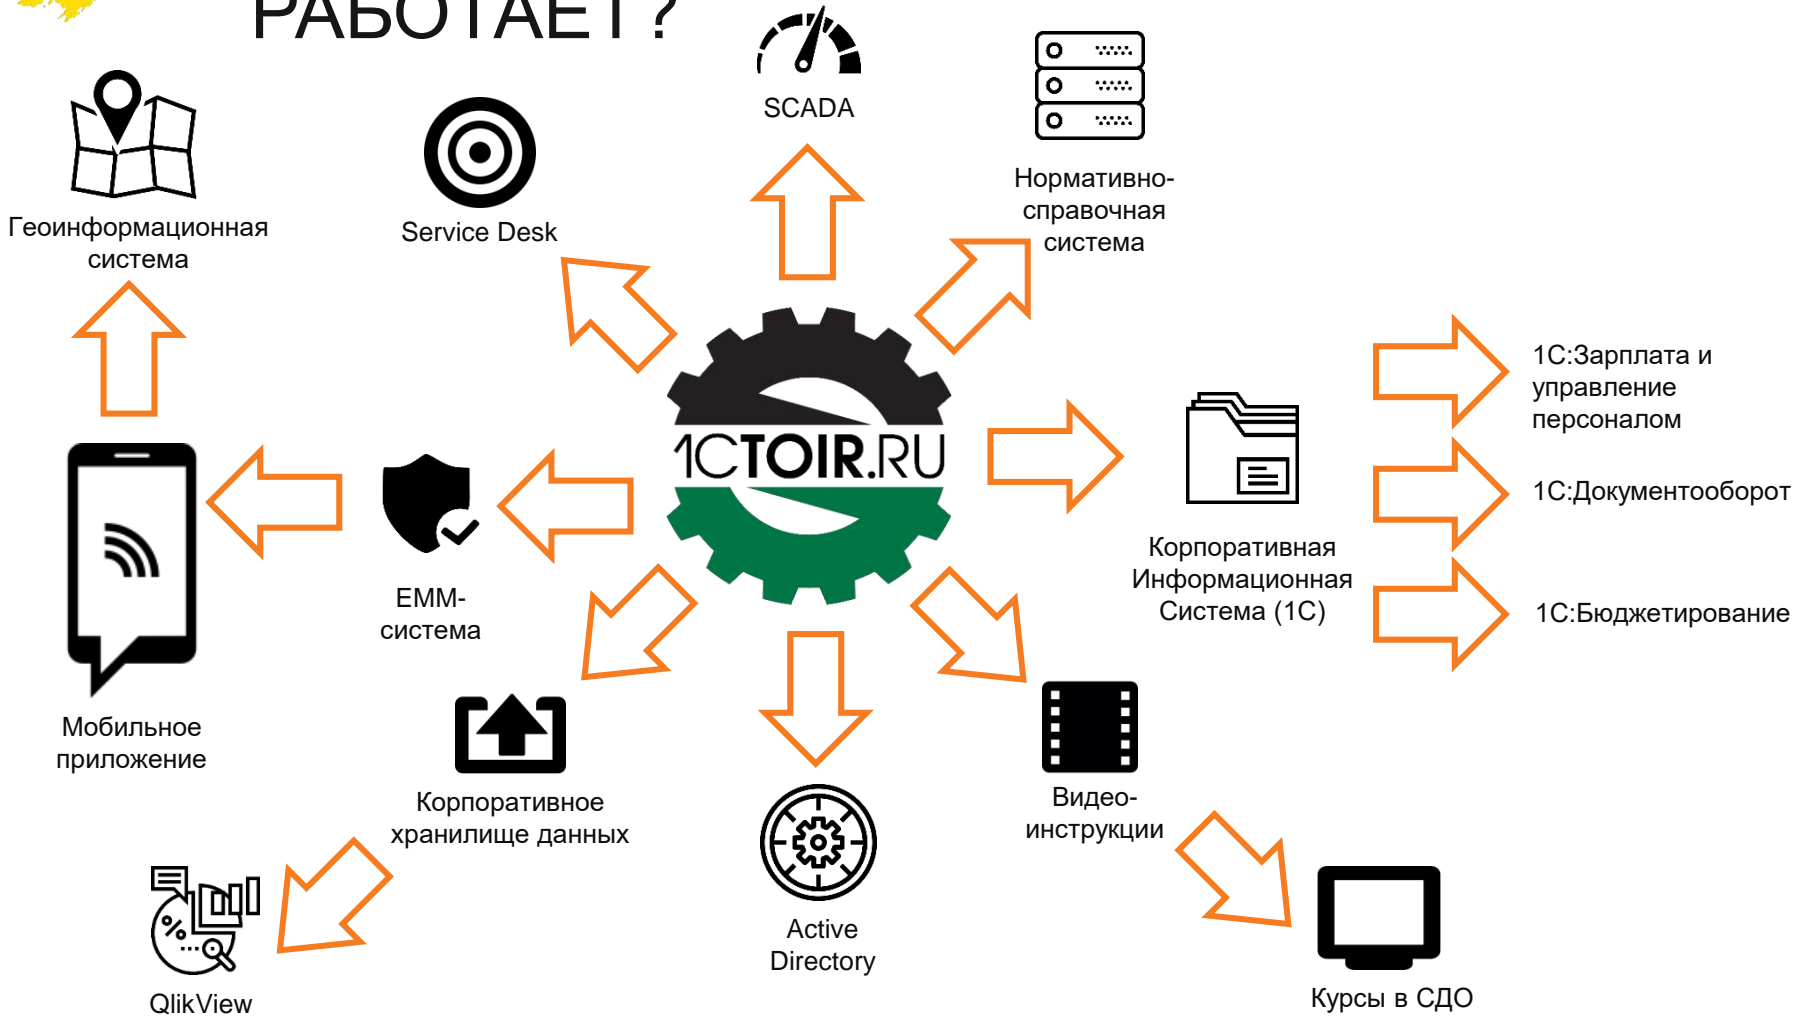 РАБОТАЕТ?
SCADA
Нормативно-
справочная
система
Геоинформационная
система
Service Desk
1CTOIR.RU
1С:Зарплата и
управление
персоналом
1С:Документооборот
1С:Бюджетирование
Корпоративная
Информационная
Система (1С)
EMM-
система
Мобильное
приложение
Корпоративное
хранилище данных
Видео-
инструкции
%
Active
Directory
QlikView
Курсы в СДО